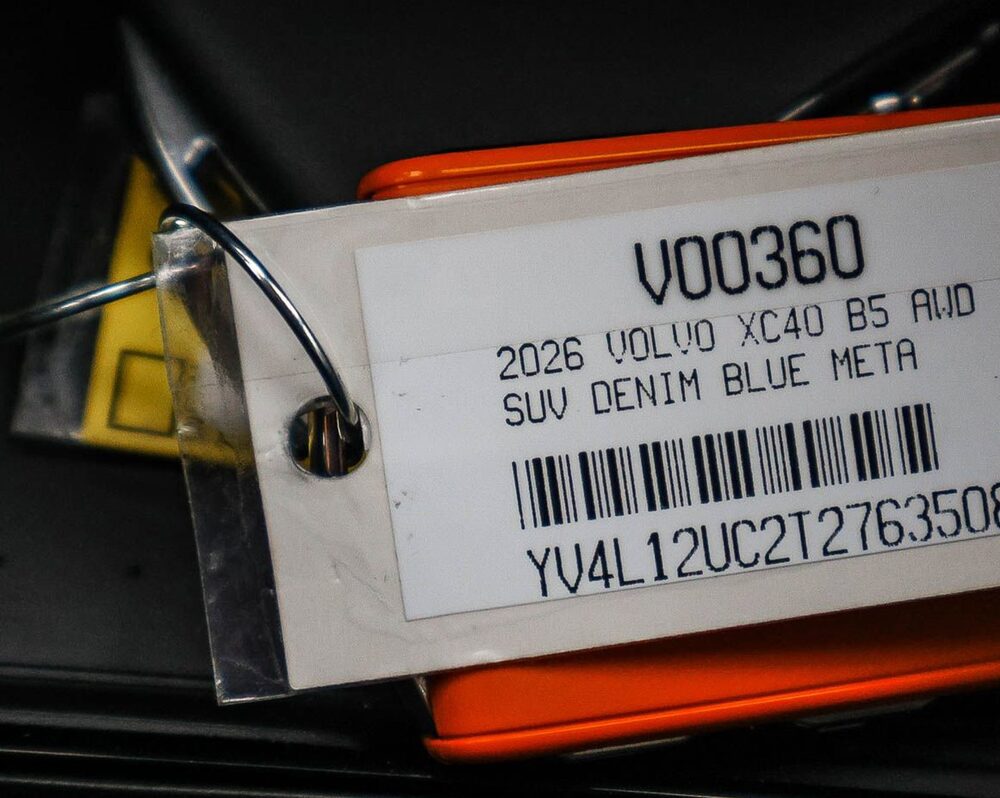 V00360
2026 VOLVO XC40 B5 AWD
SUV DENIM BLUE META
YV4L12UC2T2763508